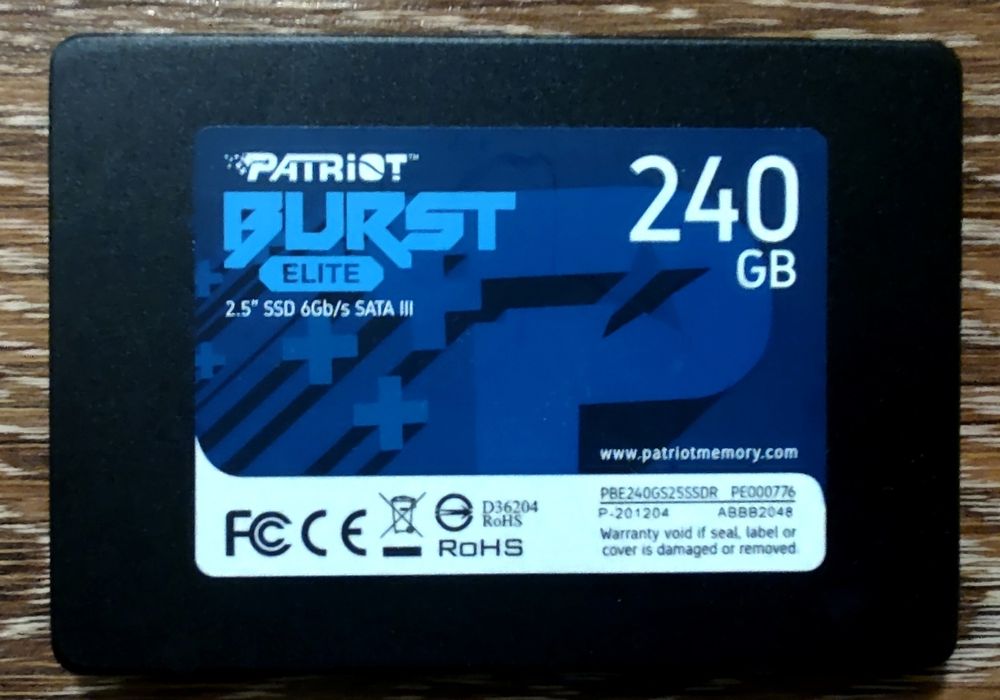 PATRIOT™
BURST
ELITE
2.5" SSD 6Gb/s SATA III
240
GB
www.patriotmemory.com
FC CE
D36204
RoHS
RoHS
PBE240GS25SSDR PE000776
P-201204 ABBB2048
Warranty void if seal, label or
cover is damaged or removed.